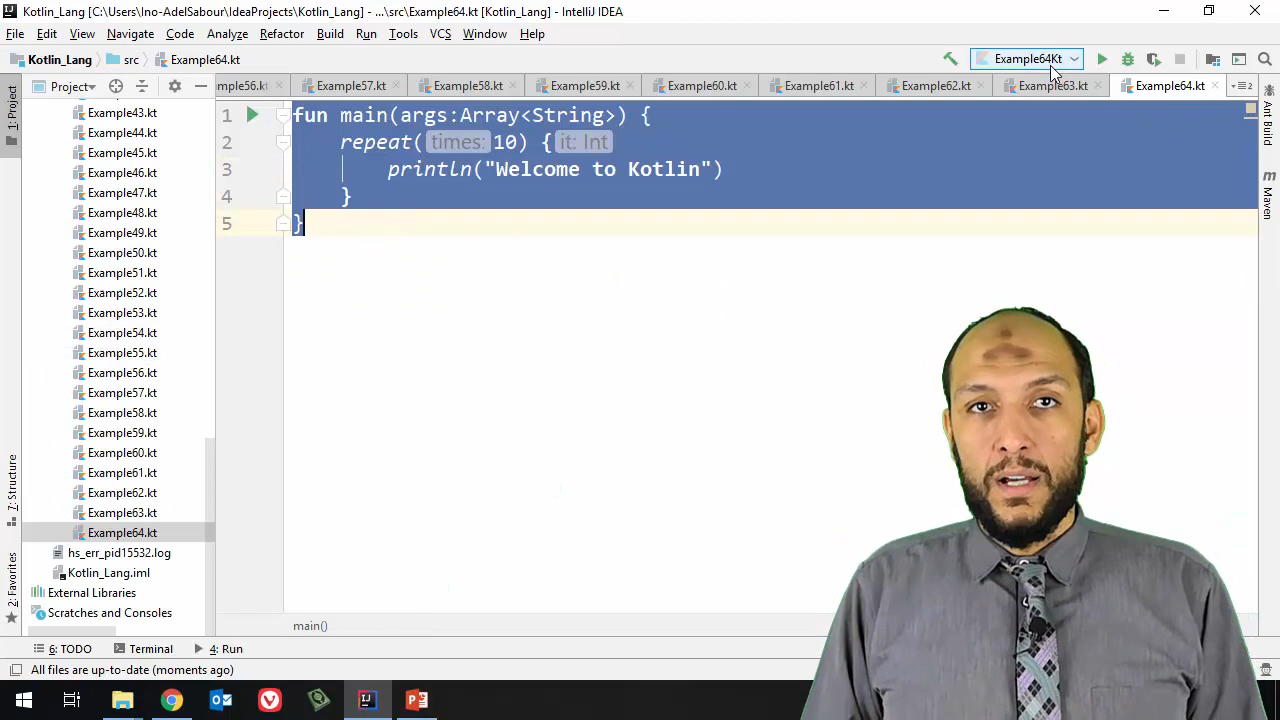 Kotlin_Lang [C:\Users\Ino-AdelSabour\IdeaProjects\Kotlin_Lang] - ...\src\Example64.kt [Kotlin_Lang] - IntelliJ IDEA
File Edit View Navigate Code Analyze Refactor Build Run Tools VCS Window Help
Kotlin_Lang src Example64.kt Example64Kt
Project
mple56.kt Example57.kt Example58.kt Example59.kt Example60.kt Example61.kt Example62.kt Example63.kt Example64.kt 2
1: Project
7: Structure
2: Favorites
Example43.kt
Example44.kt
Example45.kt
Example46.kt
Example47.kt
Example48.kt
Example49.kt
Example50.kt
Example51.kt
Example52.kt
Example53.kt
Example54.kt
Example55.kt
Example56.kt
Example57.kt
Example58.kt
Example59.kt
Example60.kt
Example61.kt
Example62.kt
Example63.kt
Example64.kt
hs_err_pid15532.log
Kotlin_Lang.iml
External Libraries
Scratches and Consoles
1 fun main(args:Array<String>) {
2 repeat( times: 10) { it: Int
3 println("Welcome to Kotlin")
4 }
5 }
Ant Build
m Maven
main()
6: TODO Terminal 4: Run
All files are up-to-date (moments ago)